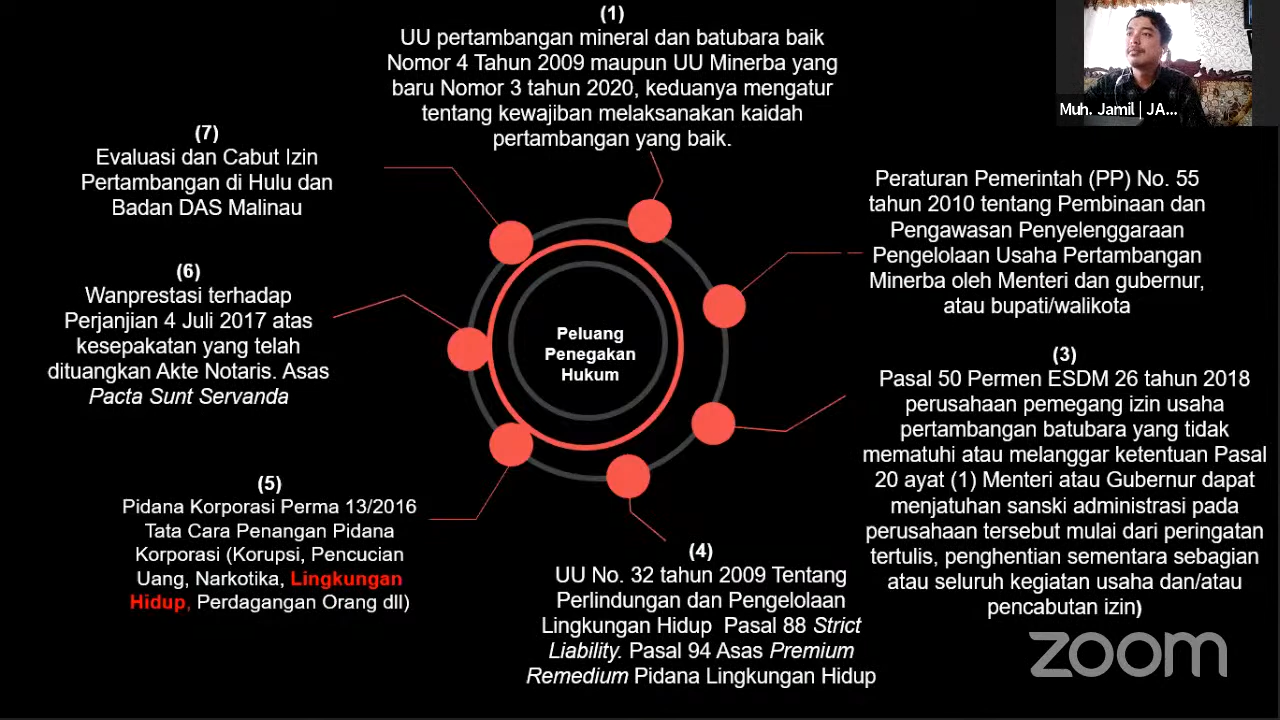 (1)
UU pertambangan mineral dan batubara baik
Nomor 4 Tahun 2009 maupun UU Minerba yang
baru Nomor 3 tahun 2020, keduanya mengatur
tentang kewajiban melaksanakan kaidah
pertambangan yang baik.
Muh. Jamil | JA...
Peraturan Pemerintah (PP) No. 55
tahun 2010 tentang Pembinaan dan
Pengawasan Penyelenggaraan
Pengelolaan Usaha Pertambangan
Minerba oleh Menteri dan gubernur,
atau bupati/walikota
(3)
Pasal 50 Permen ESDM 26 tahun 2018
perusahaan pemegang izin usaha
pertambangan batubara yang tidak
mematuhi atau melanggar ketentuan Pasal
20 ayat (1) Menteri atau Gubernur dapat
menjatuhan sanski administrasi pada
perusahaan tersebut mulai dari peringatan
tertulis, penghentian sementara sebagian
atau seluruh kegiatan usaha dan/atau
pencabutan izin)
(4)
UU No. 32 tahun 2009 Tentang
Perlindungan dan Pengelolaan
Lingkungan Hidup Pasal 88 Strict
Liability. Pasal 94 Asas Premium
Remedium Pidana Lingkungan Hidup
(5)
Pidana Korporasi Perma 13/2016
Tata Cara Penangan Pidana
Korporasi (Korupsi, Pencucian
Uang, Narkotika, Lingkungan
Hidup, Perdagangan Orang dll)
(6)
Wanprestasi terhadap
Perjanjian 4 Juli 2017 atas
kesepakatan yang telah
dituangkan Akte Notaris. Asas
Pacta Sunt Servanda
(7)
Evaluasi dan Cabut Izin
Pertambangan di Hulu dan
Badan DAS Malinau
Peluang
Penegakan
Hukum
zoom